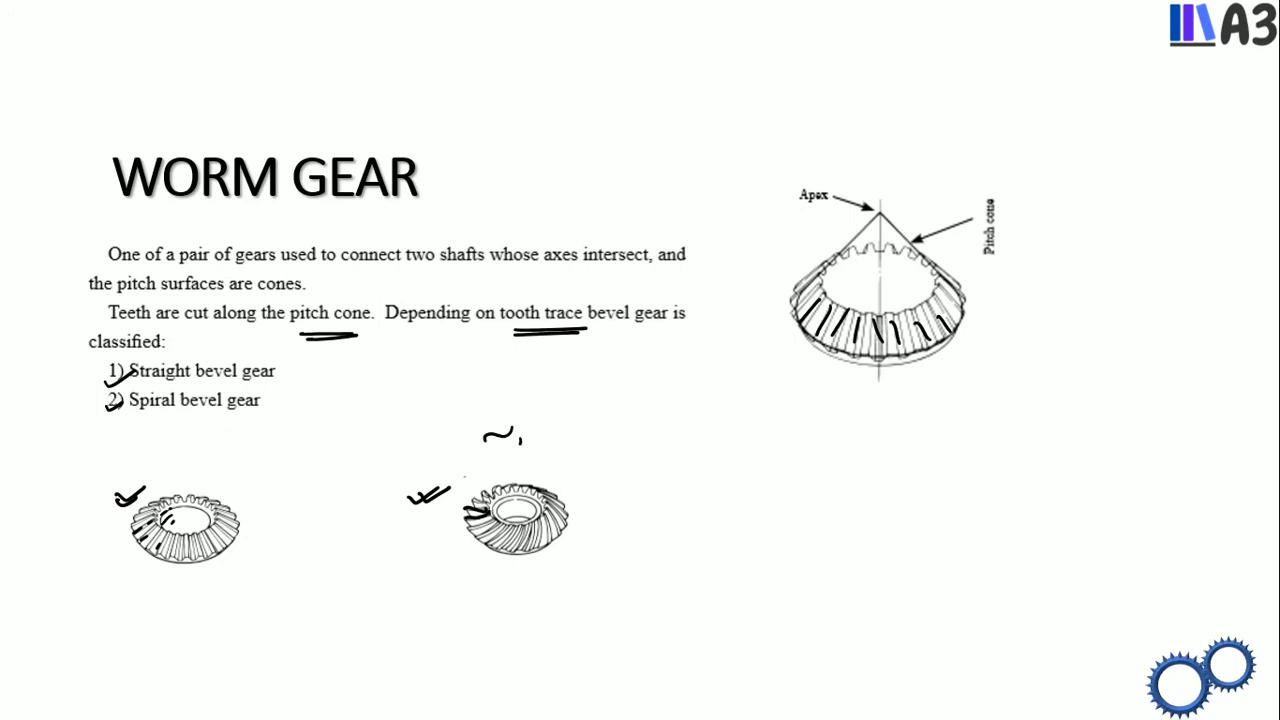 A3
WORM GEAR
One of a pair of gears used to connect two shafts whose axes intersect, and
the pitch surfaces are cones.
Teeth are cut along the pitch cone. Depending on tooth trace bevel gear is
classified:
1) Straight bevel gear
2) Spiral bevel gear
Apex
Pitch cone